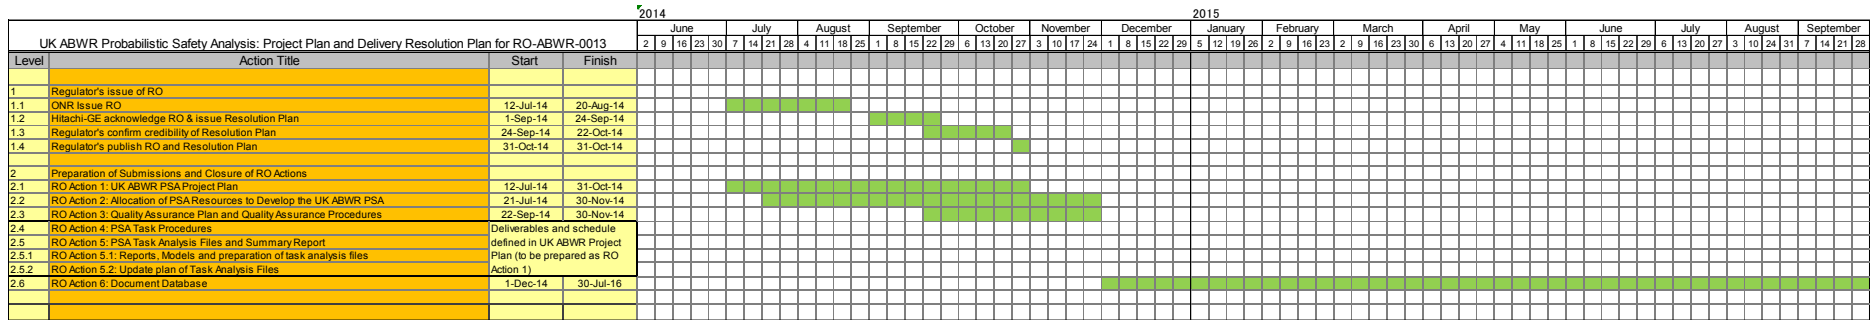 2014 2015
June July August September October November December January February March April May June July August September
UK ABWR Probabilistic Safety Analysis: Project Plan and Delivery Resolution Plan for RO-ABWR-0013 2 9 16 23 30 7 14 21 28 4 11 18 25 1 8 15 22 29 6 13 20 27 3 10 17 24 1 8 15 22 29 5 12 19 26 2 9 16 23 2 9 16 23 30 6 13 20 27 4 11 18 25 1 8 15 22 29 6 13 20 27 3 10 24 31 7 14 21 28
Level Action Title Start Finish
1 Regulator's issue of RO
1.1 ONR Issue RO 12-Jul-14 20-Aug-14
1.2 Hitachi-GE acknowledge RO & issue Resolution Plan 1-Sep-14 24-Sep-14
1.3 Regulator's confirm credibility of Resolution Plan 24-Sep-14 22-Oct-14
1.4 Regulator's publish RO and Resolution Plan 31-Oct-14 31-Oct-14
2 Preparation of Submissions and Closure of RO Actions
2.1 RO Action 1: UK ABWR PSA Project Plan 12-Jul-14 31-Oct-14
2.2 RO Action 2: Allocation of PSA Resources to Develop the UK ABWR PSA 21-Jul-14 30-Nov-14
2.3 RO Action 3: Quality Assurance Plan and Quality Assurance Procedures 22-Sep-14 30-Nov-14
2.4 RO Action 4: PSA Task Procedures Deliverables and schedule
2.5 RO Action 5: PSA Task Analysis Files and Summary Report defined in UK ABWR Project
2.5.1 RO Action 5.1: Reports, Models and preparation of task analysis files Plan (to be prepared as RO
2.5.2 RO Action 5.2: Update plan of Task Analysis Files Action 1)
2.6 RO Action 6: Document Database 1-Dec-14 30-Jul-16